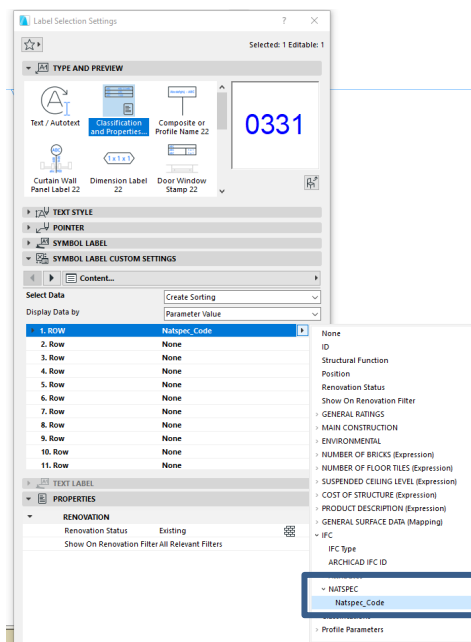 Label Selection Settings
Selected: 1 Editable: 1
TYPE AND PREVIEW
Text / Autotext
Classification and Properties...
Composite or Profile Name 22
Curtain Wall Panel Label 22
Dimension Label 22
Door Window Stamp 22
0331
TEXT STYLE
POINTER
SYMBOL LABEL
SYMBOL LABEL CUSTOM SETTINGS
Content...
Select Data Create Sorting
Display Data by Parameter Value
1. ROW Natspec_Code
2. Row None
3. Row None
4. Row None
5. Row None
6. Row None
7. Row None
8. Row None
9. Row None
10. Row None
11. Row None
TEXT LABEL
PROPERTIES
RENOVATION
Renovation Status Existing
Show On Renovation Filter All Relevant Filters
None
ID
Structural Function
Position
Renovation Status
Show On Renovation Filter
GENERAL RATINGS
MAIN CONSTRUCTION
ENVIRONMENTAL
NUMBER OF BRICKS (Expression)
NUMBER OF FLOOR TILES (Expression)
SUSPENDED CEILING LEVEL (Expression)
COST OF STRUCTURE (Expression)
PRODUCT DESCRIPTION (Expression)
GENERAL SURFACE DATA (Mapping)
IFC
IFC Type
ARCHICAD IFC ID
NATSPEC
Natspec_Code
Profile Parameters